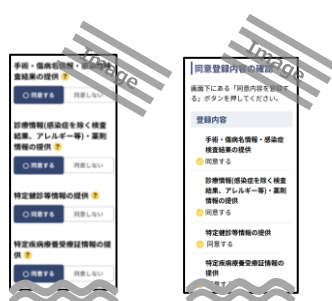 Image
手術・傷病名情報・感染症検
査結果の提供 ?
〇 同意する 同意しない
診療情報(感染症を除く検査
結果、アレルギー等)・薬剤
情報の提供 ?
〇 同意する 同意しない
特定健診等情報の提供 ?
〇 同意する 同意しない
特定疾病療養受療証情報の提
供 ?
〇 同意する 同意しない
Image
同意登録内容の確認
画面下にある「同意内容を登録す
る」ボタンを押してください。
登録内容
手術・傷病名情報・感染症
検査結果の提供
同意する
診療情報(感染症を除く検査
結果、アレルギー等)・薬剤
情報の提供
同意する
特定健診等情報の提供
同意する
特定疾病療養受療証情報の
提供